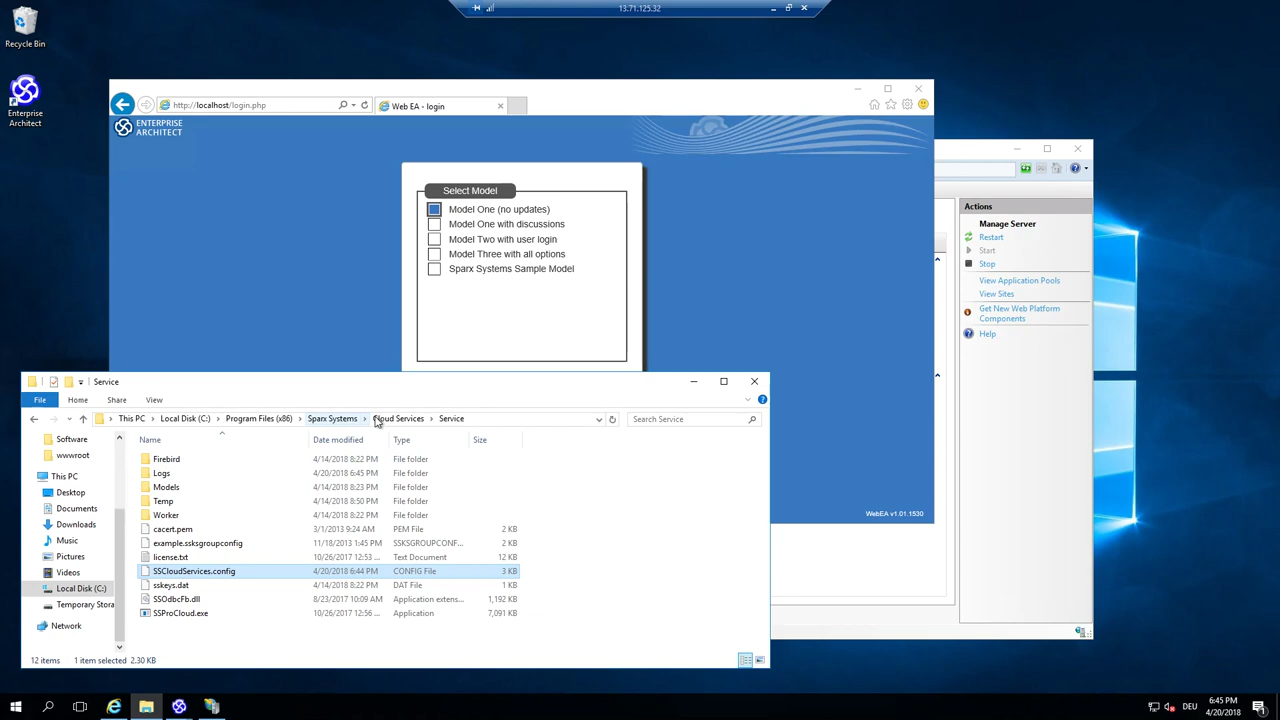 13.71.125.32
Recycle Bin
Enterprise
Architect
http://localhost/login.php
Web EA - login
ENTERPRISE
ARCHITECT
Select Model
Model One (no updates)
Model One with discussions
Model Two with user login
Model Three with all options
Sparx Systems Sample Model
WebEA v1.01.1530
Actions
Manage Server
Restart
Start
Stop
View Application Pools
View Sites
Get New Web Platform
Components
Help
Service
File Home Share View
This PC Local Disk (C:) Program Files (x86) Sparx Systems Cloud Services Service
Search Service
Software
wwwroot
This PC
Desktop
Documents
Downloads
Music
Pictures
Videos
Local Disk (C:)
Temporary Stora
Network
Name Date modified Type Size
Firebird 4/14/2018 8:22 PM File folder
Logs 4/20/2018 6:45 PM File folder
Models 4/14/2018 8:23 PM File folder
Temp 4/14/2018 8:50 PM File folder
Worker 4/14/2018 8:22 PM File folder
cacert.pem 3/1/2013 9:24 AM PEM File 2 KB
example.ssksgroupconfig 11/18/2013 1:45 PM SSKSGROUPCONF... 2 KB
license.txt 10/26/2017 12:53 ... Text Document 12 KB
SSCloudServices.config 4/20/2018 6:44 PM CONFIG File 3 KB
sskeys.dat 4/14/2018 8:22 PM DAT File 1 KB
SSOdbcFb.dll 8/23/2017 10:09 AM Application extens... 1,192 KB
SSProCloud.exe 10/26/2017 12:56 ... Application 7,091 KB
12 items 1 item selected 2.30 KB
DEU
6:45 PM
4/20/2018